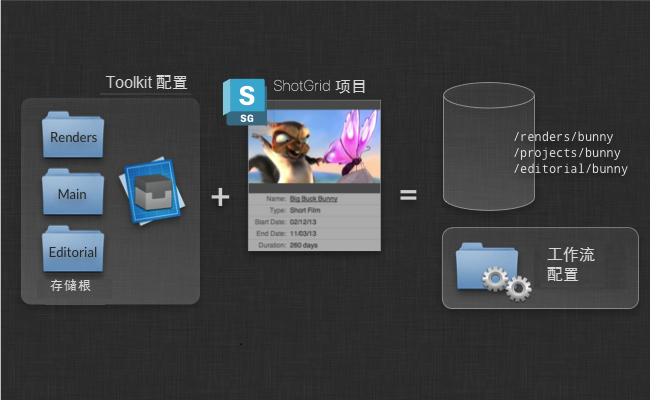 Toolkit 配置
Renders
Main
Editorial
存储根
+
S
SG
ShotGrid 项目
Name: Big Buck Bunny
Type: Short Film
Start Date: 02/12/13
End Date: 11/03/13
Duration: 260 days
=
/renders/bunny
/projects/bunny
/editorial/bunny
工作流
配置